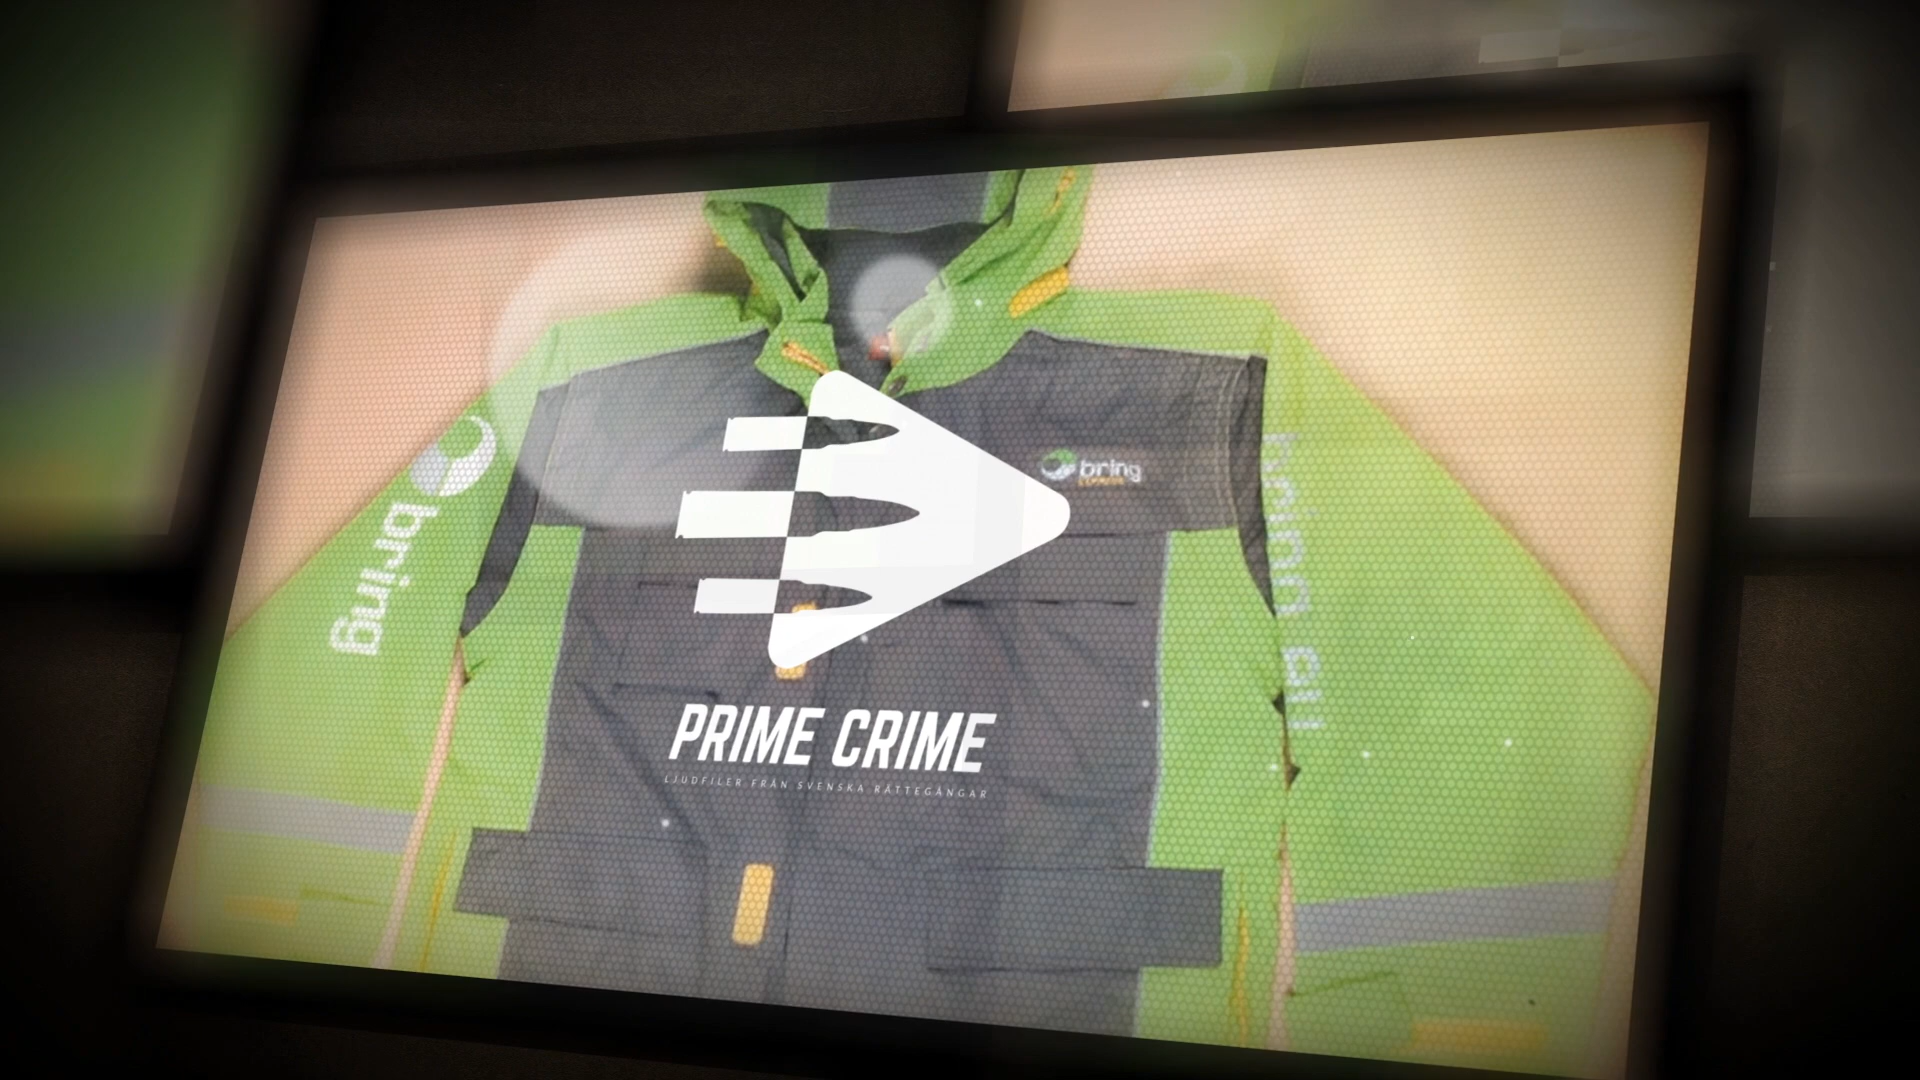 bring
bring
bring
PRIME CRIME
LJUDFILER FRÅN SVENSKA RÄTTEGÅNGAR